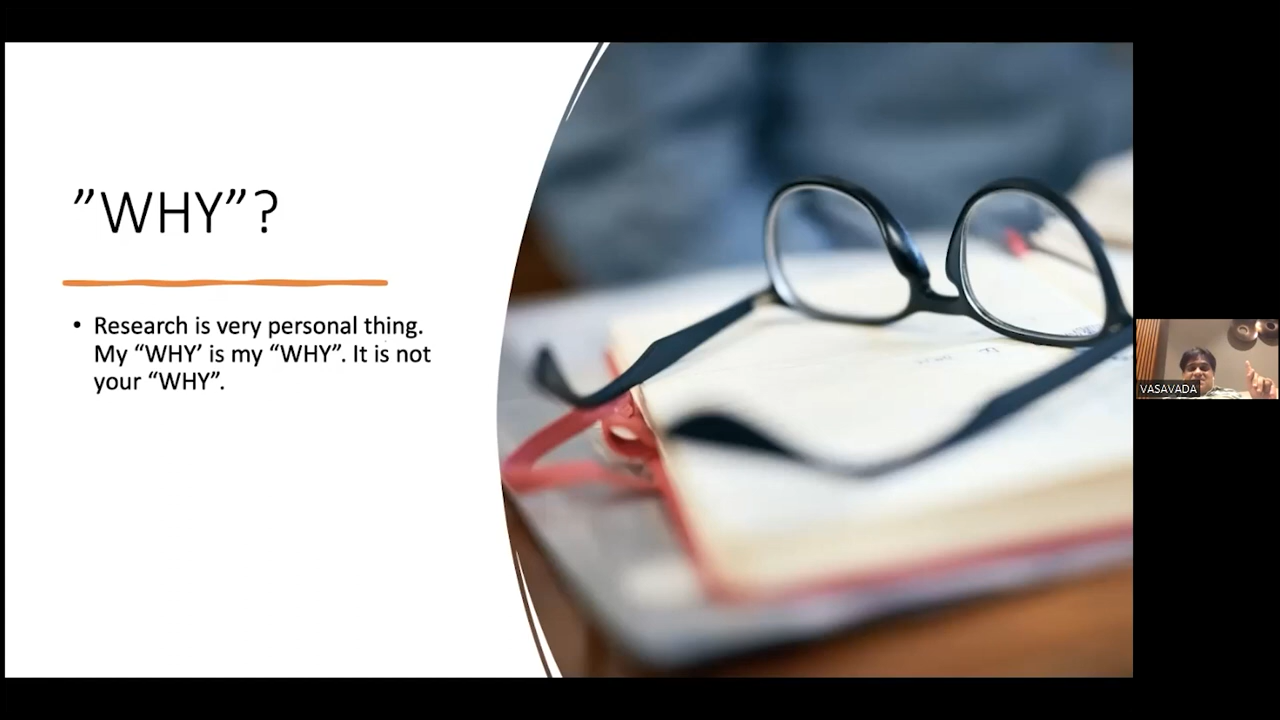 ”WHY”?
• Research is very personal thing.
My “WHY’ is my “WHY”. It is not
your “WHY”.
VASAVADA